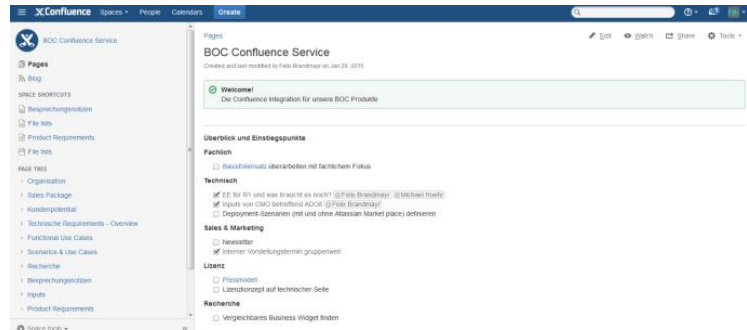 Confluence Spaces People Calendars Create
BOC Confluence Service
Pages
Blog
SPACE SHORTCUTS
Besprechungsnotizen
File lists
Product Requirements
File lists
PAGE TREE
Organisation
Sales Package
Kundenpotential
Technische Requirements - Overview
Functional Use Cases
Scenarios & Use Cases
Recherche
Besprechungsnotizen
Inputs
Product Requirements
Space tools
Pages
Edit Watch Share Tools
BOC Confluence Service
Created and last modified by Felix Brandmayr on Jan 29, 2015
Welcome!
Die Confluence Integration für unsere BOC Produkte
Überblick und Einstiegspunkte
Fachlich
Basisfoliensatz überarbeiten mit fachlichem Fokus
Technisch
EE für R1 und was braucht es noch? @Felix Brandmayr @Michael
Inputs von CMO betreffend ADO8 @Felix Brandmayr
Deployment-Szenarien (mit und ohne Atlassian Market place) definieren
Sales & Marketing
Newsletter
Interner Vorstellungstermin gruppenweit
Lizenz
Preismodell
Lizenzkonzept auf technischer Seite
Recherche
Vergleichbares Business Widget finden